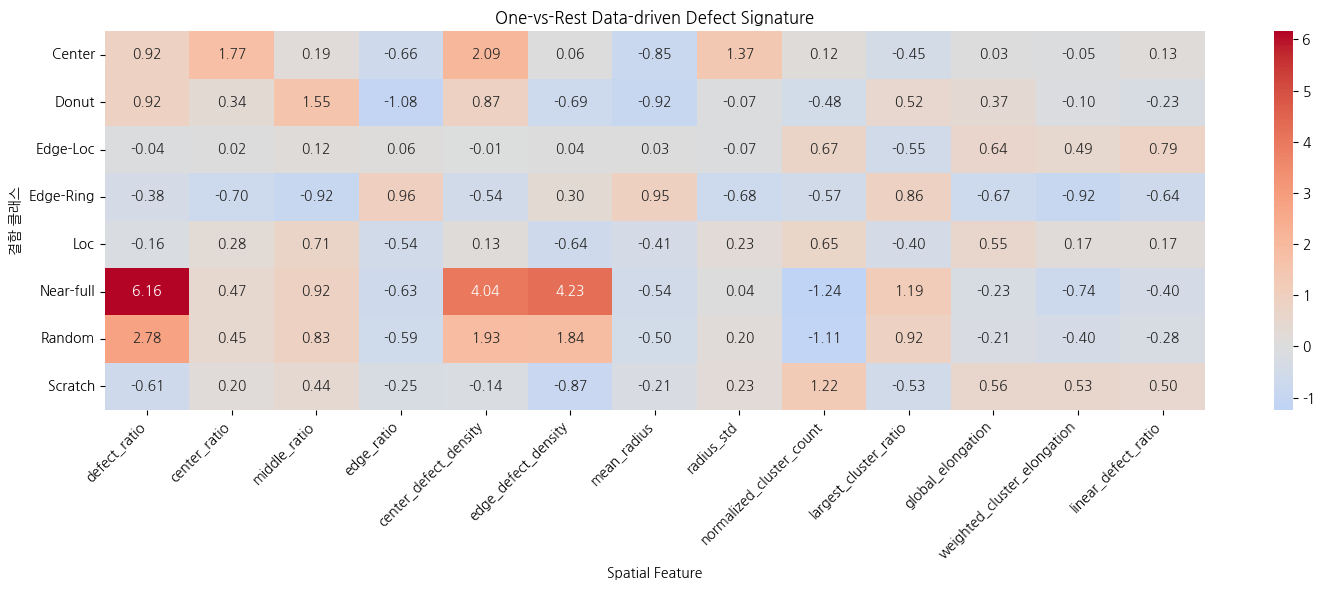 One-vs-Rest Data-driven Defect Signature
Center 0.92 1.77 0.19 -0.66 2.09 0.06 -0.85 1.37 0.12 -0.45 0.03 -0.05 0.13
Donut 0.92 0.34 1.55 -1.08 0.87 -0.69 -0.92 -0.07 -0.48 0.52 0.37 -0.10 -0.23
Edge-Loc -0.04 0.02 0.12 0.06 -0.01 0.04 0.03 -0.07 0.67 -0.55 0.64 0.49 0.79
Edge-Ring -0.38 -0.70 -0.92 0.96 -0.54 0.30 0.95 -0.68 -0.57 0.86 -0.67 -0.92 -0.64
Loc -0.16 0.28 0.71 -0.54 0.13 -0.64 -0.41 0.23 0.65 -0.40 0.55 0.17 0.17
Near-full 6.16 0.47 0.92 -0.63 4.04 4.23 -0.54 0.04 -1.24 1.19 -0.23 -0.74 -0.40
Random 2.78 0.45 0.83 -0.59 1.93 1.84 -0.50 0.20 -1.11 0.92 -0.21 -0.40 -0.28
Scratch -0.61 0.20 0.44 -0.25 -0.14 -0.87 -0.21 0.23 1.22 -0.53 0.56 0.53 0.50
결함 클래스
defect_ratio
center_ratio
middle_ratio
edge_ratio
center_defect_density
edge_defect_density
mean_radius
radius_std
normalized_cluster_count
largest_cluster_ratio
global_elongation
weighted_cluster_elongation
linear_defect_ratio
Spatial Feature
6
5
4
3
2
1
0
-1